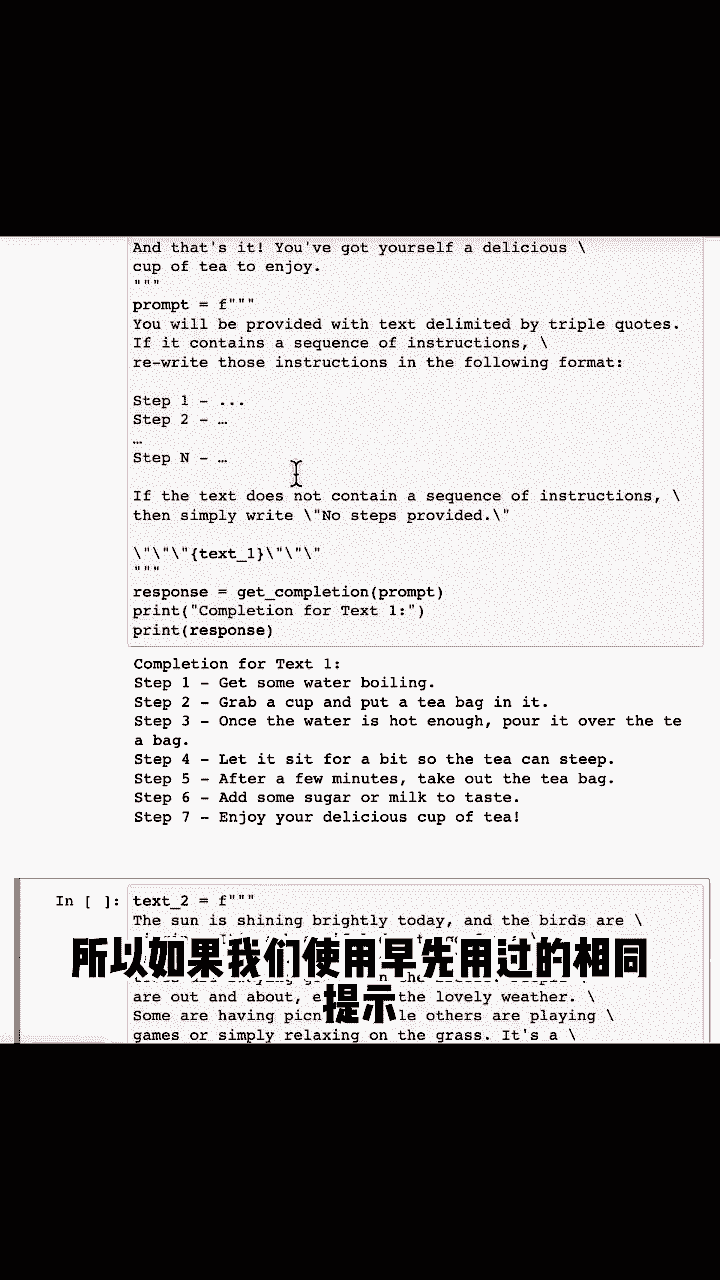 And that's it! You've got yourself a delicious \
cup of tea to enjoy.
"""
prompt = f"""
You will be provided with text delimited by triple quotes.
If it contains a sequence of instructions, \
re-write those instructions in the following format:
Step 1 - ...
Step 2 - …
…
Step N - …
If the text does not contain a sequence of instructions, \
then simply write \"No steps provided.\"
\"\"\"{text_1}\"\"\"
"""
response = get_completion(prompt)
print("Completion for Text 1:")
print(response)
Completion for Text 1:
Step 1 - Get some water boiling.
Step 2 - Grab a cup and put a tea bag in it.
Step 3 - Once the water is hot enough, pour it over the te
a bag.
Step 4 - Let it sit for a bit so the tea can steep.
Step 5 - After a few minutes, take out the tea bag.
Step 6 - Add some sugar or milk to taste.
Step 7 - Enjoy your delicious cup of tea!
In [ ]: text_2 = f"""
The sun is shining brightly today, and the birds are \
所以如果我们使用早先用过的相同
are out and about, the lovely weather. \
提示
Some are having others are playing \
games or simply relaxing on the grass. It's a \